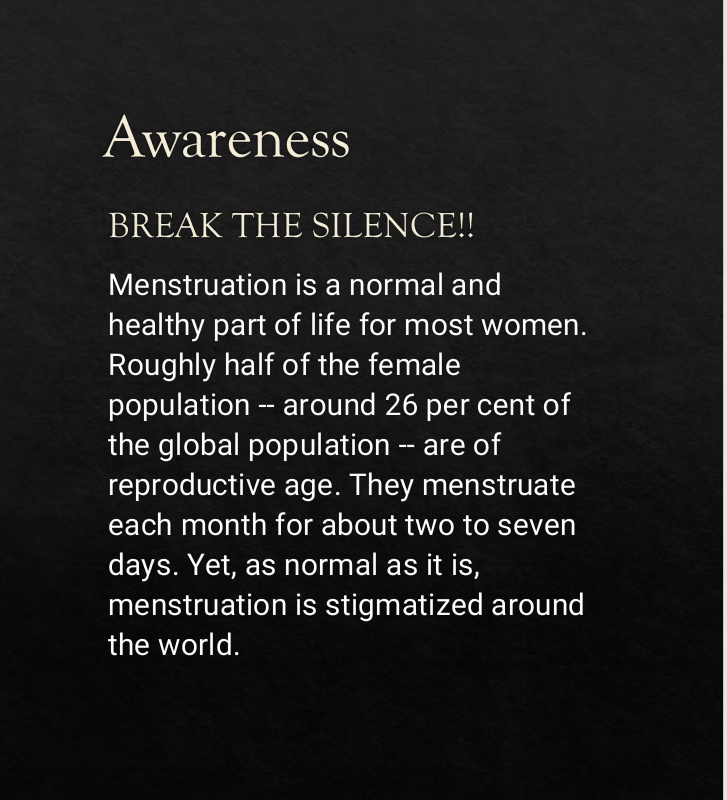 Awareness
BREAK THE SILENCE!!
Menstruation is a normal and
healthy part of life for most women.
Roughly half of the female
population -- around 26 per cent of
the global population -- are of
reproductive age. They menstruate
each month for about two to seven
days. Yet, as normal as it is,
menstruation is stigmatized around
the world.